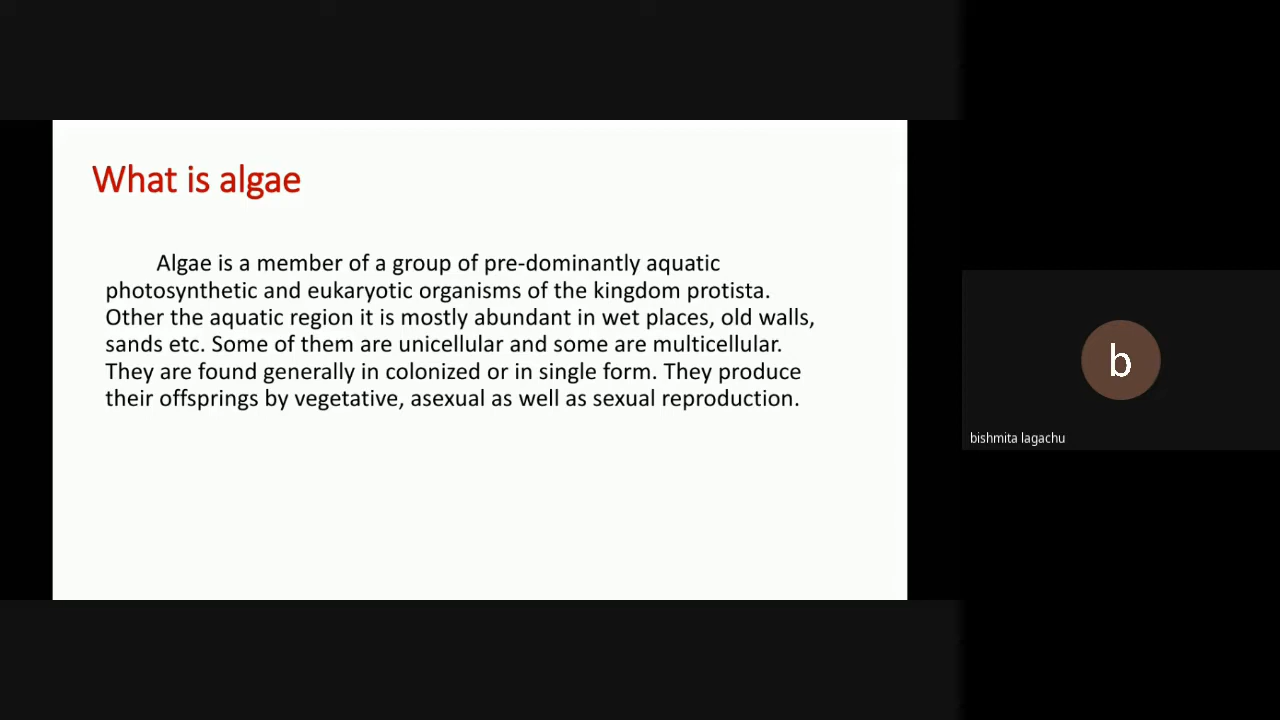 What is algae
Algae is a member of a group of pre-dominantly aquatic
photosynthetic and eukaryotic organisms of the kingdom protista.
Other the aquatic region it is mostly abundant in wet places, old walls,
sands etc. Some of them are unicellular and some are multicellular.
They are found generally in colonized or in single form. They produce
their offsprings by vegetative, asexual as well as sexual reproduction.
b
bishmita lagachu